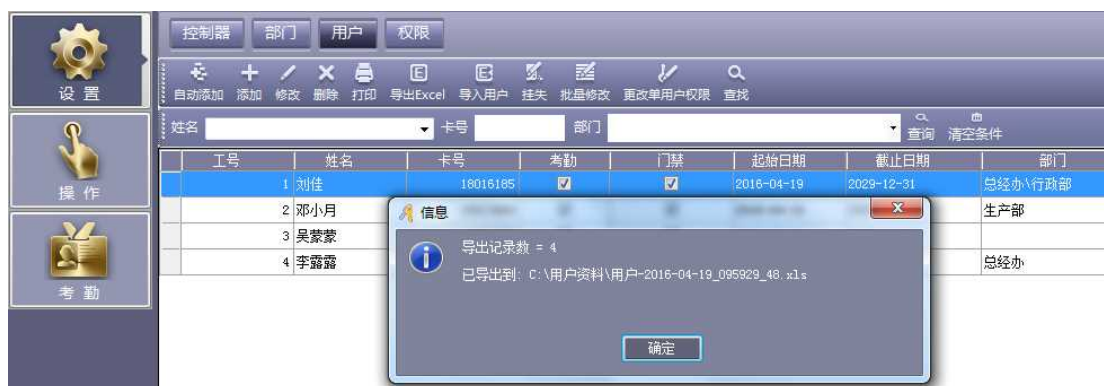 控制器 部门 用户 权限
设 置
自动添加 添加 修改 删除 打印 导出Excel 导入用户 挂失 批量修改 更改单用户权限 查找
姓名 卡号 部门 查询 清空条件
工号 姓名 卡号 考勤 门禁 起始日期 截止日期 部门
1 刘佳 18016185 2016-04-19 2029-12-31 总经办\行政部
操 作
2 邓小月 生产部
信息
3 吴蒙蒙
导出记录数 = 4
4 李露露 总经办
已导出到: C:\用户资料\用户-2016-04-19_095929_48.xls
考 勤
确定